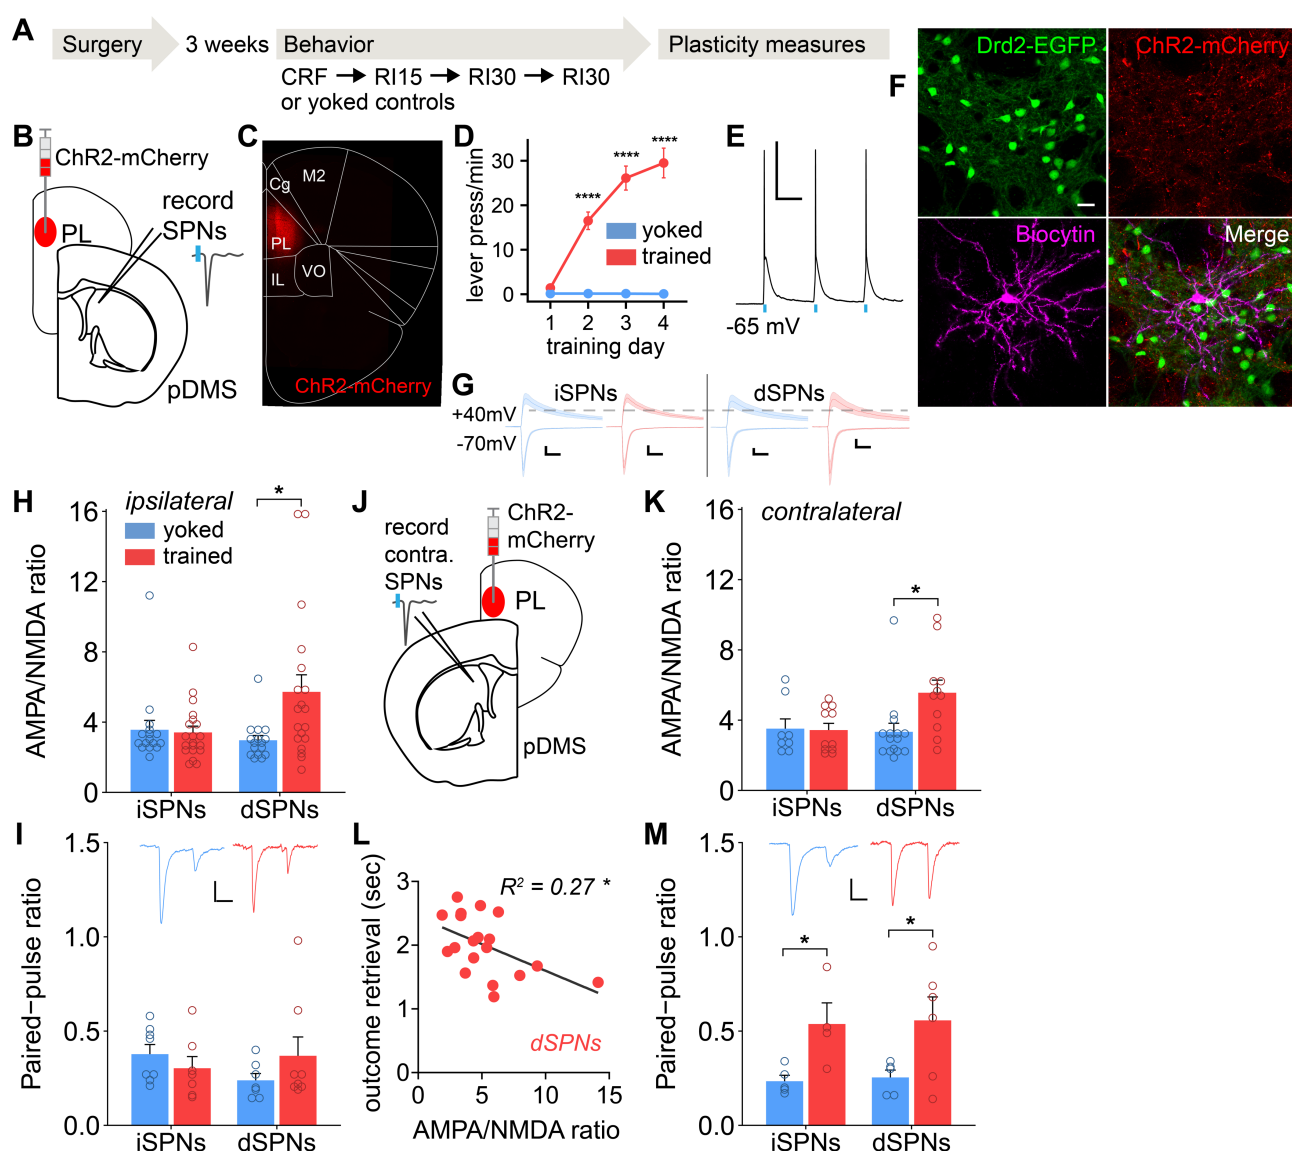 A
Surgery
3 weeks
Behavior
Plasticity measures
CRF → RI15 → RI30 → RI30
or yoked controls
B
ChR2-mCherry
record
SPNs
PL
pDMS
C
Cg
M2
PL
IL
VO
ChR2-mCherry
D
lever press/min
30
20
10
0
****
****
****
yoked
trained
1
2
3
4
training day
E
-65 mV
F
Drd2-EGFP
ChR2-mCherry
Biocytin
Merge
G
iSPNs
dSPNs
+40mV
-70mV
H
AMPA/NMDA ratio
16
12
8
4
0
ipsilateral
yoked
trained
*
iSPNs
dSPNs
J
record
contra.
SPNs
ChR2-
mCherry
PL
pDMS
K
AMPA/NMDA ratio
16
12
8
4
0
contralateral
*
iSPNs
dSPNs
I
Paired-pulse ratio
1.5
1.0
0.5
0.0
iSPNs
dSPNs
L
outcome retrieval (sec)
3
2
1
0
R² = 0.27 *
dSPNs
0
5
10
15
AMPA/NMDA ratio
M
Paired-pulse ratio
1.5
1.0
0.5
0.0
*
*
iSPNs
dSPNs